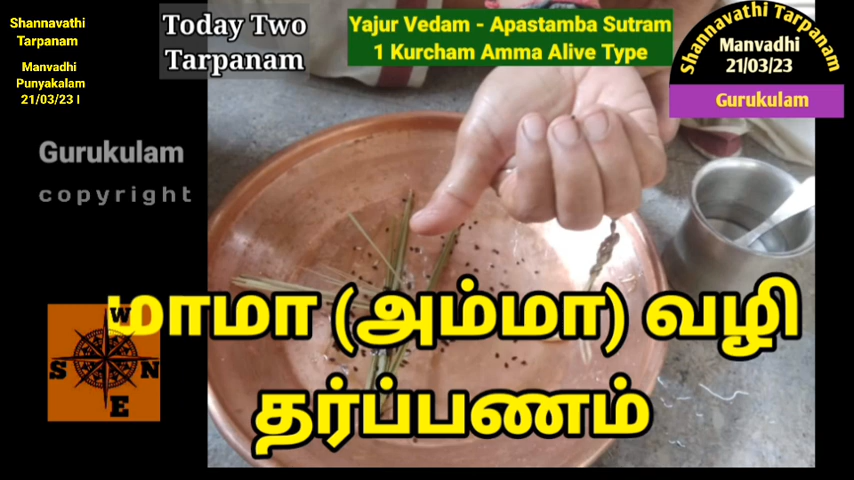 Shannavathi
Tarpanam
Manvadhi
Punyakalam
21/03/23 I
Today Two
Tarpanam
Yajur Vedam - Apastamba Sutram
1 Kurcham Amma Alive Type
Shannavathi Tarpanam
Manvadhi
21/03/23
Gurukulam
Gurukulam
copyright
மாமா (அம்மா) வழி
தர்ப்பணம்
W
S N
E